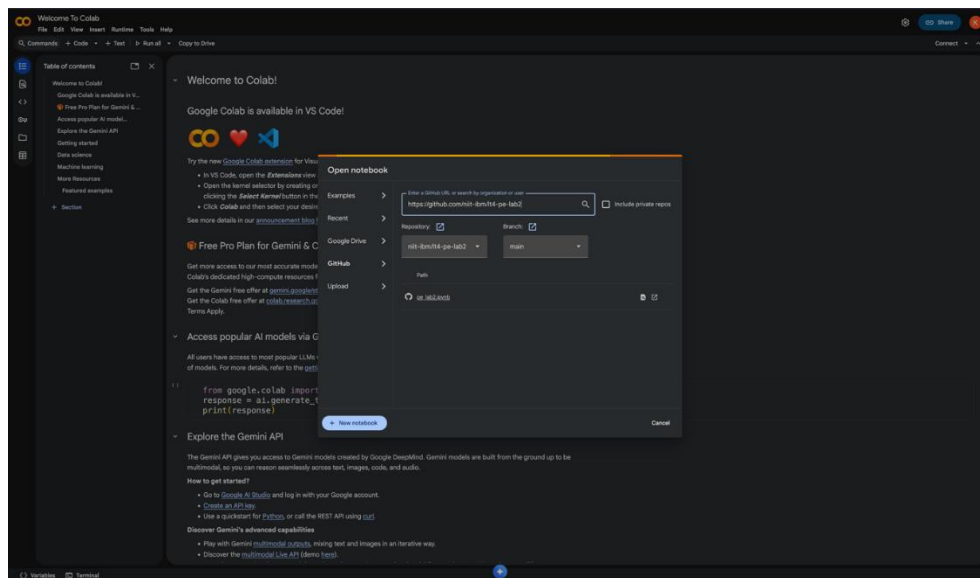 Welcome To Colab
File Edit View Insert Runtime Tools Help
Share
Commands + Code + Text Run all Copy to Drive
Connect
Table of contents
Welcome to Colab!
Google Colab is available in V...
Free Pro Plan for Gemini & ...
Access popular AI model...
Explore the Gemini API
Getting started
Data science
Machine learning
More Resources
Featured examples
+ Section
Welcome to Colab!
Google Colab is available in VS Code!
Try the new Google Colab extension for Visu
In VS Code, open the Extensions view
Open the kernel selector by creating or
clicking the Select Kernel button in the
Click Colab and then select your desire
See more details in our announcement blog
Free Pro Plan for Gemini & C
Get more access to our most accurate mode
Colab's dedicated high-compute resources f
Get the Gemini free offer at gemini.google/st
Get the Colab free offer at colab.research.go
Terms Apply.
Access popular AI models via G
All users have access to most popular LLMs
of models. For more details, refer to the gett
from google.colab import
response = ai.generate_t
print(response)
Explore the Gemini API
The Gemini API gives you access to Gemini models created by Google DeepMind. Gemini models are built from the ground up to be
multimodal, so you can reason seamlessly across text, images, code, and audio.
How to get started?
Go to Google AI Studio and log in with your Google account.
Create an API key.
Use a quickstart for Python, or call the REST API using curl.
Discover Gemini's advanced capabilities
Play with Gemini multimodal outputs, mixing text and images in an iterative way.
Discover the multimodal Live API (demo here).
Open notebook
Examples
Recent
Google Drive
GitHub
Upload
Enter a GitHub URL or search by organization or user
https://github.com/niit-ibm/lt4-pe-lab2
Include private repos
Repository:
Branch:
niit-ibm/lt4-pe-lab2
main
Path
pe_lab2.ipynb
+ New notebook
Cancel
Variables
Terminal